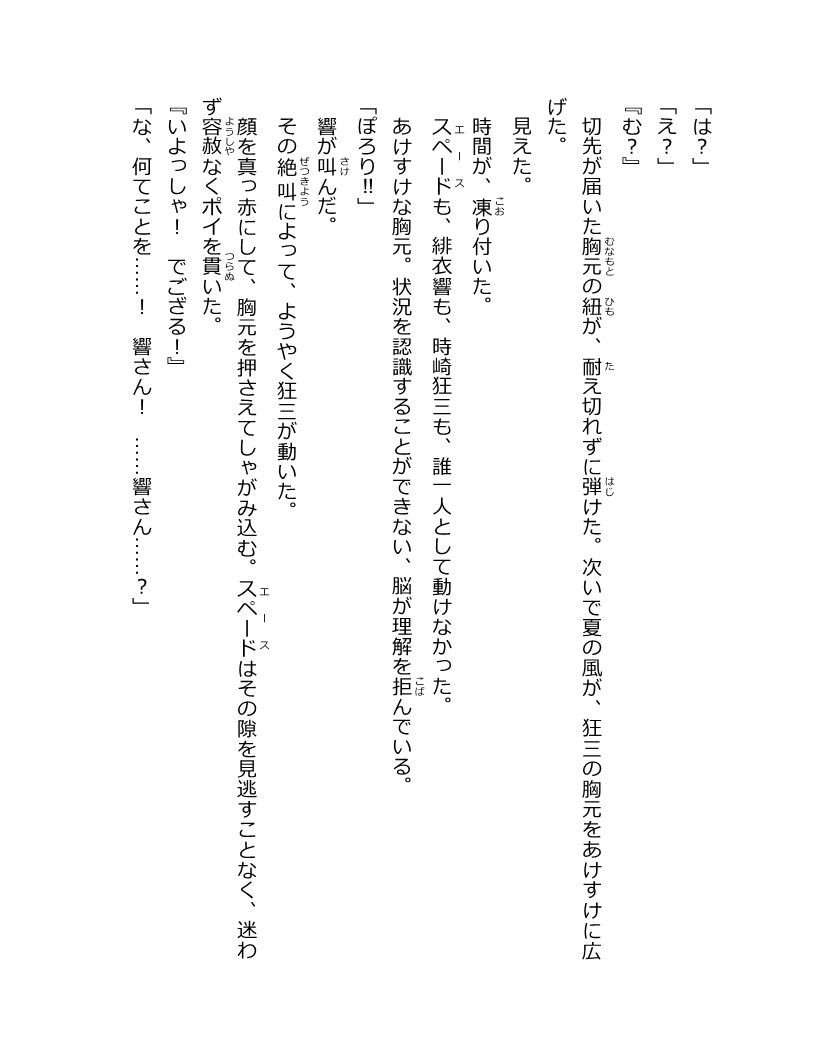 「は？」
「え？」
『む？』
　切先が届いた胸元の紐が、耐え切れずに弾けた。次いで夏の風が、狂三の胸元をあけすけに広
げた。
　見えた。
　時間が、凍り付いた。
　スペードも、緋衣響も、時崎狂三も、誰一人として動けなかった。
　あけすけな胸元。状況を認識することができない、脳が理解を拒んでいる。
「ぽろり‼」
　響が叫んだ。
　その絶叫によって、ようやく狂三が動いた。
　顔を真っ赤にして、胸元を押さえてしゃがみ込む。スペードはその隙を見逃すことなく、迷わ
ず容赦なくポイを貫いた。
『いよっしゃ！　でござる！』
「な、何てことを……！　響さん！　……響さん……？」